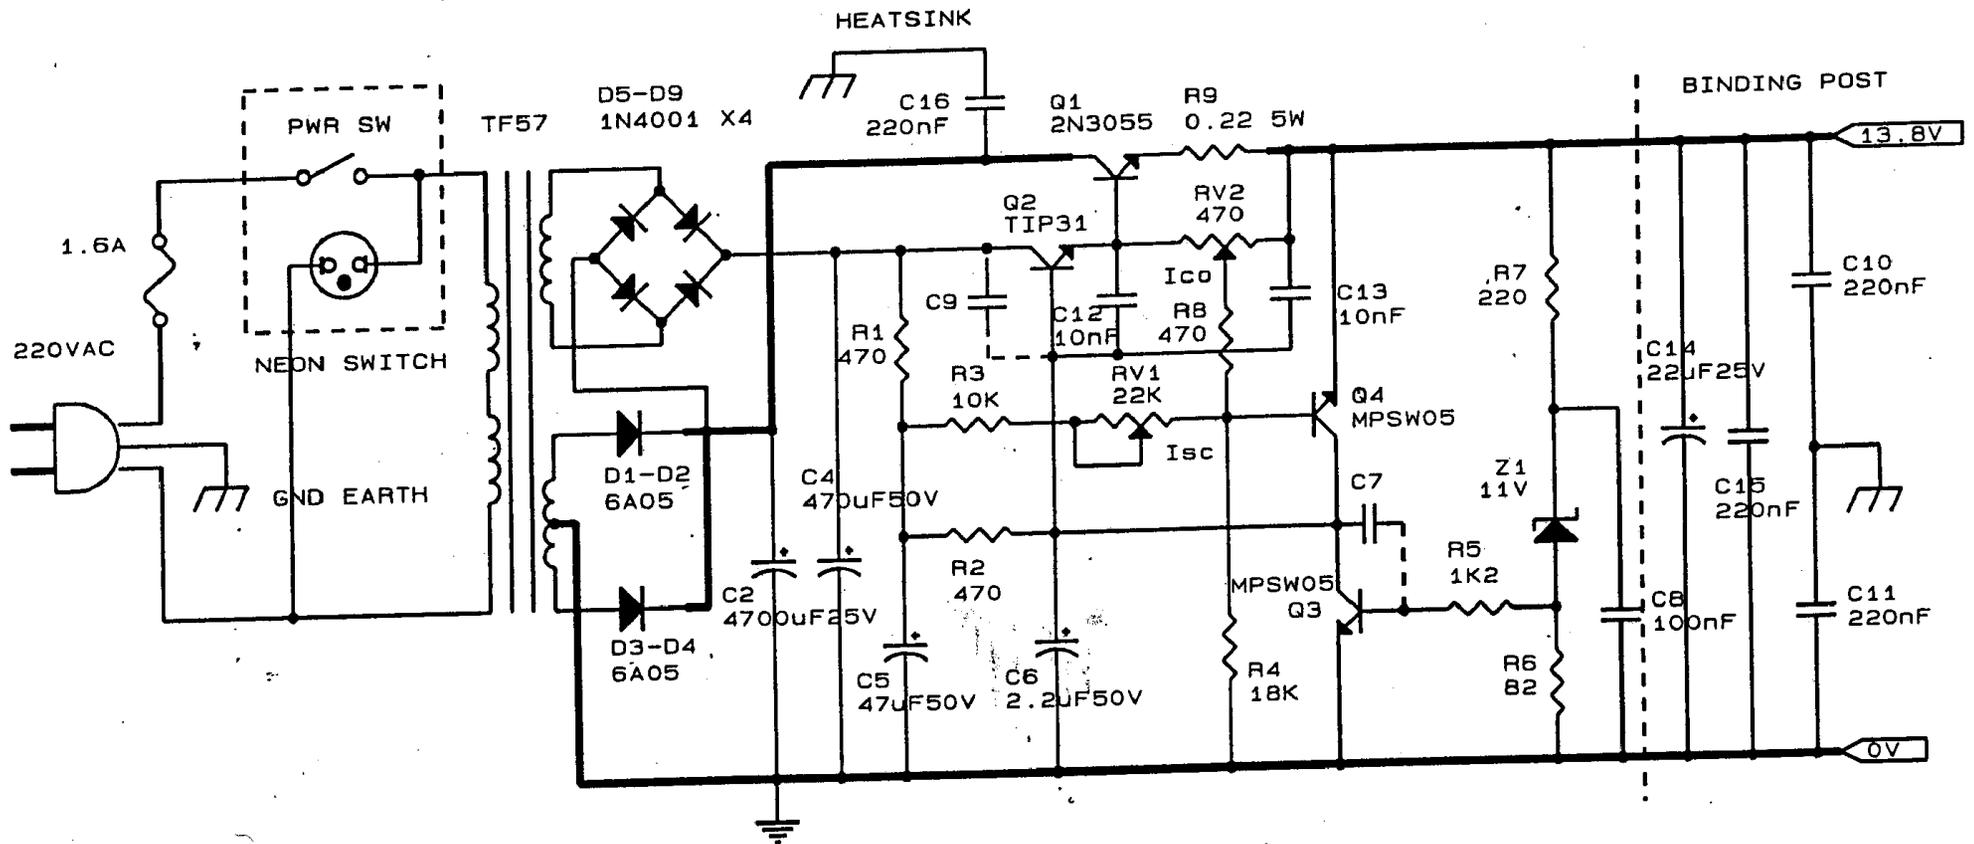 HEATSINK
D5-D9
1N4001 X4
C16
220nF
Q1
2N3055
R9
0.22 5W
BINDING POST
PWR SW
TF57
13.8V
Q2
TIP31
RV2
470
1.6A
Ico
C9
C12
10nF
R8
470
C13
10nF
R7
220
C10
220nF
R1
470
220VAC
NEON SWITCH
C14
22uF25V
R3
10K
RV1
22K
Q4
MPSW05
Isc
D1-D2
6A05
C4
470uF50V
C7
Z1
11V
C15
220nF
GND EARTH
R2
470
R5
1K2
MPSW05
Q3
C2
4700uF25V
C8
100nF
C11
220nF
D3-D4
6A05
C5
47uF50V
C6
2.2uF50V
R4
18K
R6
82
0V